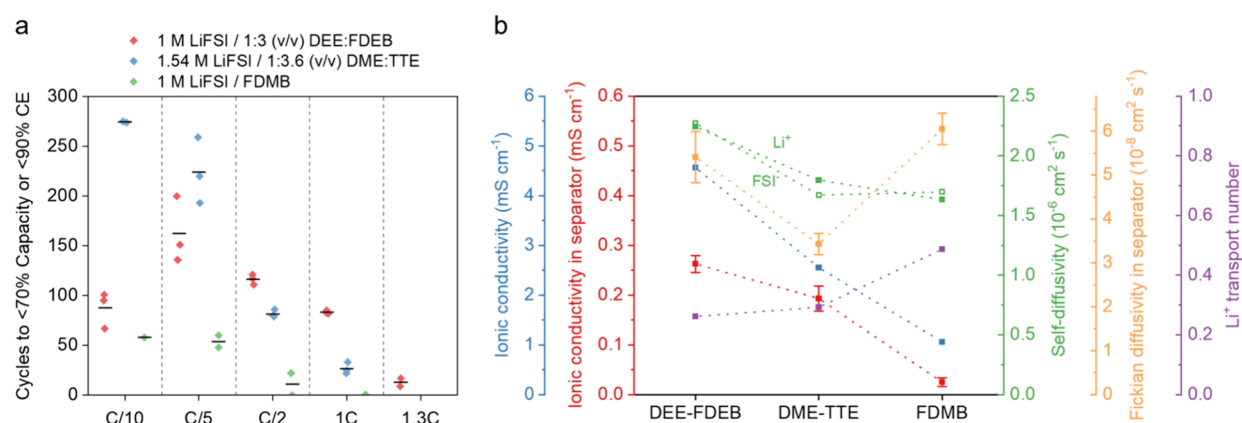 a
1 M LiFSI / 1:3 (v/v) DEE:FDEB
1.54 M LiFSI / 1:3.6 (v/v) DME:TTE
1 M LiFSI / FDMB
Cycles to <70% Capacity or <90% CE
300
250
200
150
100
50
0
C/10
C/5
C/2
1C
1.3C
b
Ionic conductivity (mS cm⁻¹)
6
5
4
3
2
1
0
Ionic conductivity in separator (mS cm⁻¹)
0.6
0.5
0.4
0.3
0.2
0.1
0.0
Li⁺
FSI⁻
DEE-FDEB
DME-TTE
FDMB
2.5
2.0
1.5
1.0
0.5
0.0
Self-diffusivity (10⁻⁶ cm² s⁻¹)
6
5
4
3
2
1
0
Fickian diffusivity in separator (10⁻⁸ cm² s⁻¹)
1.0
0.8
0.6
0.4
0.2
0.0
Li⁺ transport number